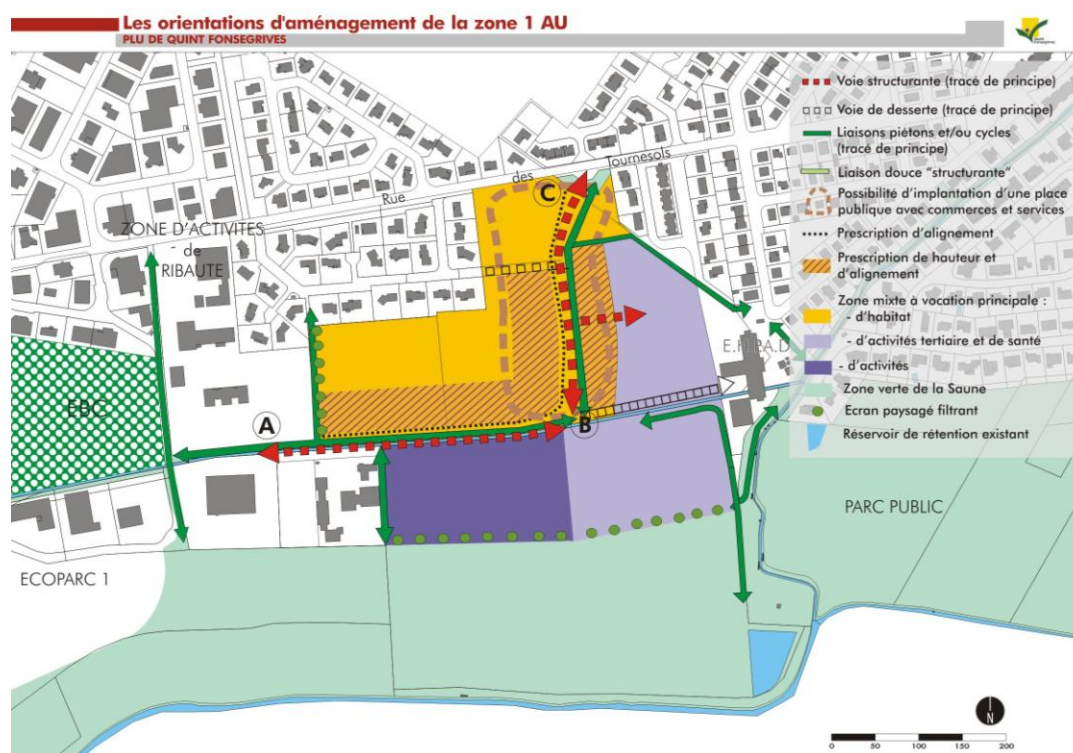 Les orientations d'aménagement de la zone 1 AU
PLU DE QUINT FONSEGRIVES
Quint
Fonsegrives
Voie structurante (tracé de principe)
Voie de desserte (tracé de principe)
Liaisons piétons et/ou cycles
(tracé de principe)
Liaison douce "structurante"
Possibilité d'implantation d'une place
publique avec commerces et services
Prescription d'alignement
Prescription de hauteur et
d'alignement
Zone mixte à vocation principale :
- d'habitat
- d'activités tertiaire et de santé
- d'activités
Zone verte de la Saune
Ecran paysagé filtrant
Réservoir de rétention existant
Rue des Tournesols
C
ZONE D'ACTIVITES
de
RIBAUTE
E.H.P.A.D
EBC
A
B
PARC PUBLIC
ECOPARC 1
N
0 50 100 150 200